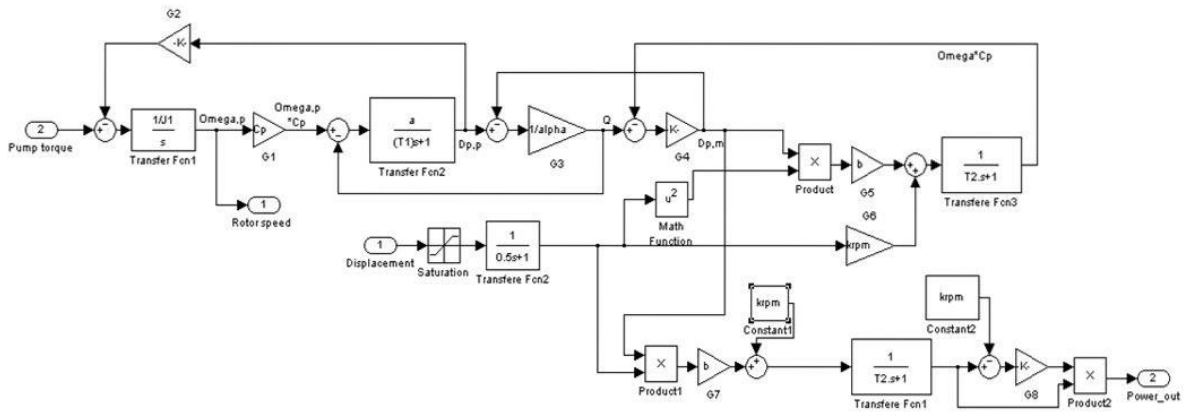 G2
-K-
Omega*Cp
1/J1
s
Omega,p
Cp
Omega,p
*Cp
a
(T1)s+1
Dp,p
1/alpha
Q
K-
Dp,m
2
Pump torque
Transfer Fcn1
G1
Transfer Fcn2
G3
G4
×
Product
b
G5
1
T2.s+1
Transfere Fcn3
1
Rotor speed
u²
Math
Function
G6
krpm
1
Displacement
Saturation
1
0.5s+1
Transfere Fcn2
krpm
Constant1
krpm
Constant2
×
Product1
b
G7
1
T2.s+1
Transfere Fcn1
K-
G8
×
Product2
2
Power_out